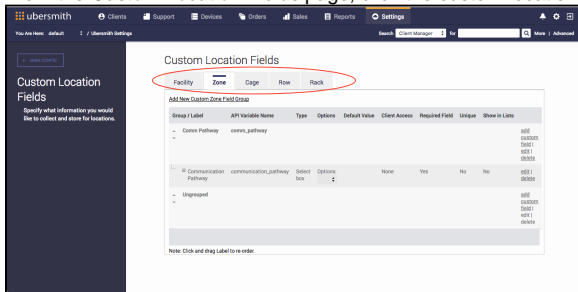 ubersmith Clients Support Devices Orders Sales Reports Settings
You Are Here: default / Ubersmith Settings Search Client Manager for More | Advanced
Custom Location Fields
Custom Location Fields
Specify what information you would like to collect and store for locations.
Facility Zone Cage Row Rack
Add New Custom Zone Field Group
Group / Label API Variable Name Type Options Default Value Client Access Required Field Unique Show in Lists
Comm Pathway comm_pathway add custom field | edit | delete
Communication Pathway communication_pathway Select box Options None Yes No No edit | delete
Ungrouped add custom field | edit | delete
Note: Click and drag Label to re-order.